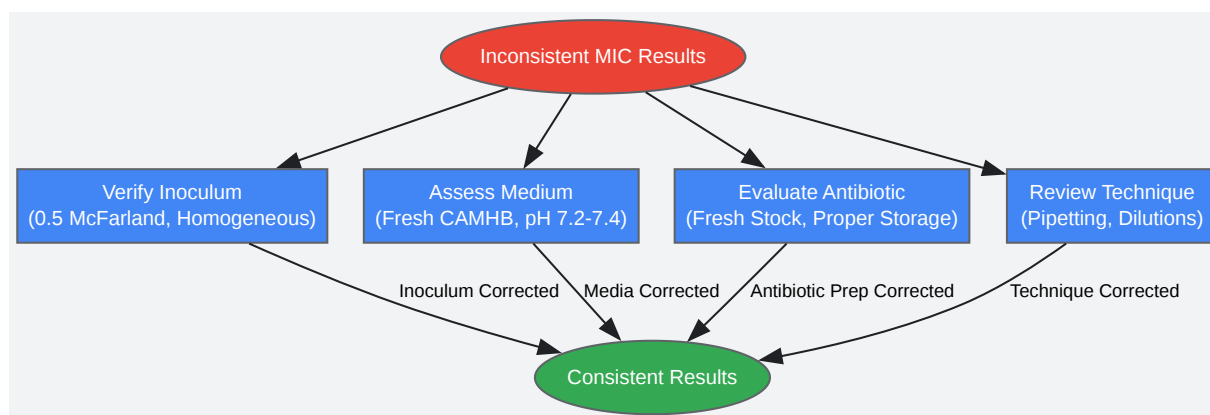 Inconsistent MIC Results
Verify Inoculum
(0.5 McFarland, Homogeneous)
Assess Medium
(Fresh CAMHB, pH 7.2-7.4)
Evaluate Antibiotic
(Fresh Stock, Proper Storage)
Review Technique
(Pipetting, Dilutions)
Inoculum Corrected
Media Corrected
Antibiotic Prep Corrected
Technique Corrected
Consistent Results